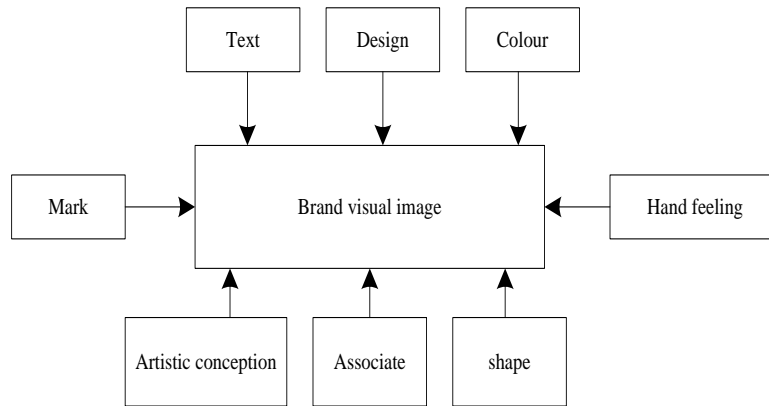 Text
Design
Colour
Mark
Brand visual image
Hand feeling
Artistic conception
Associate
shape